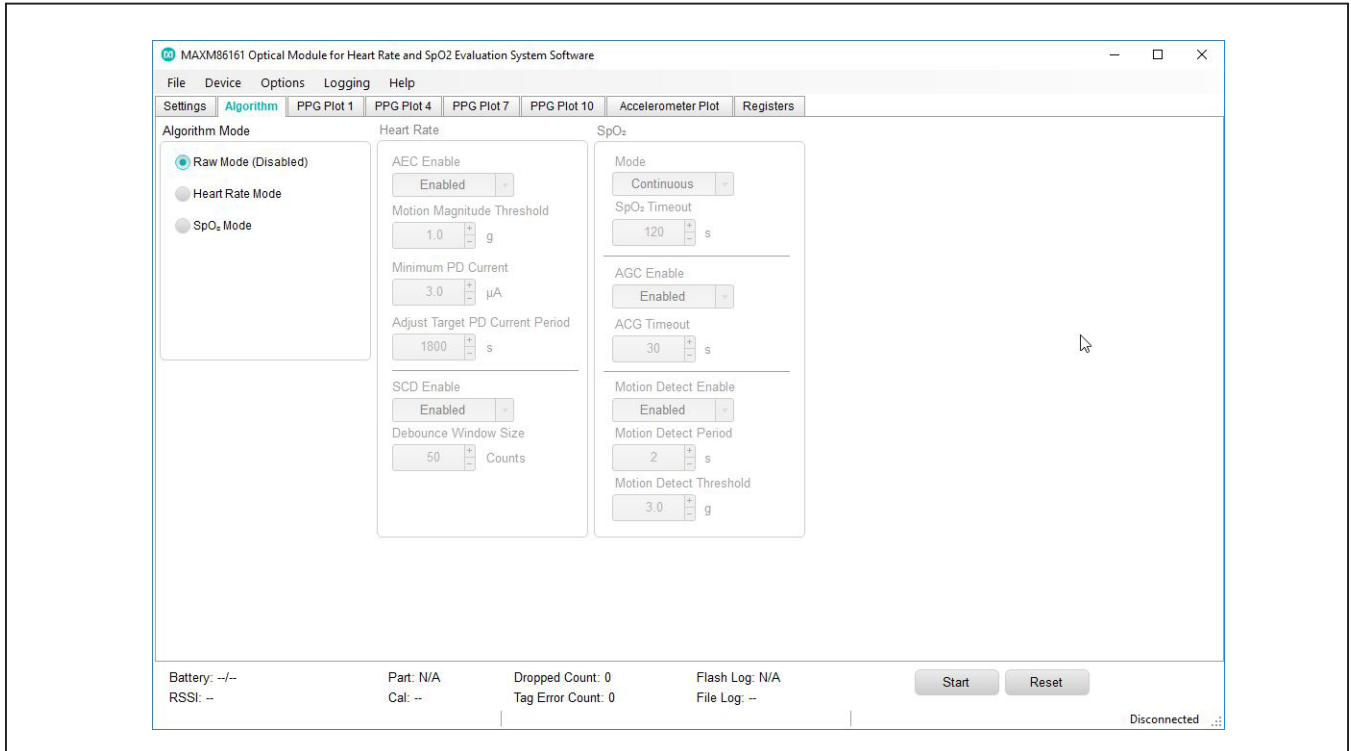 MAXM86161 Optical Module for Heart Rate and SpO2 Evaluation System Software
File Device Options Logging Help
Settings Algorithm PPG Plot 1 PPG Plot 4 PPG Plot 7 PPG Plot 10 Accelerometer Plot Registers
Algorithm Mode
Raw Mode (Disabled)
Heart Rate Mode
SpO₂ Mode
Heart Rate
AEC Enable
Enabled
Motion Magnitude Threshold
1.0 g
Minimum PD Current
3.0 µA
Adjust Target PD Current Period
1800 s
SCD Enable
Enabled
Debounce Window Size
50 Counts
SpO₂
Mode
Continuous
SpO₂ Timeout
120 s
AGC Enable
Enabled
ACG Timeout
30 s
Motion Detect Enable
Enabled
Motion Detect Period
2 s
Motion Detect Threshold
3.0 g
Battery: --/-- Part: N/A Dropped Count: 0 Flash Log: N/A Start Reset
RSSI: -- Cal: -- Tag Error Count: 0 File Log: --
Disconnected